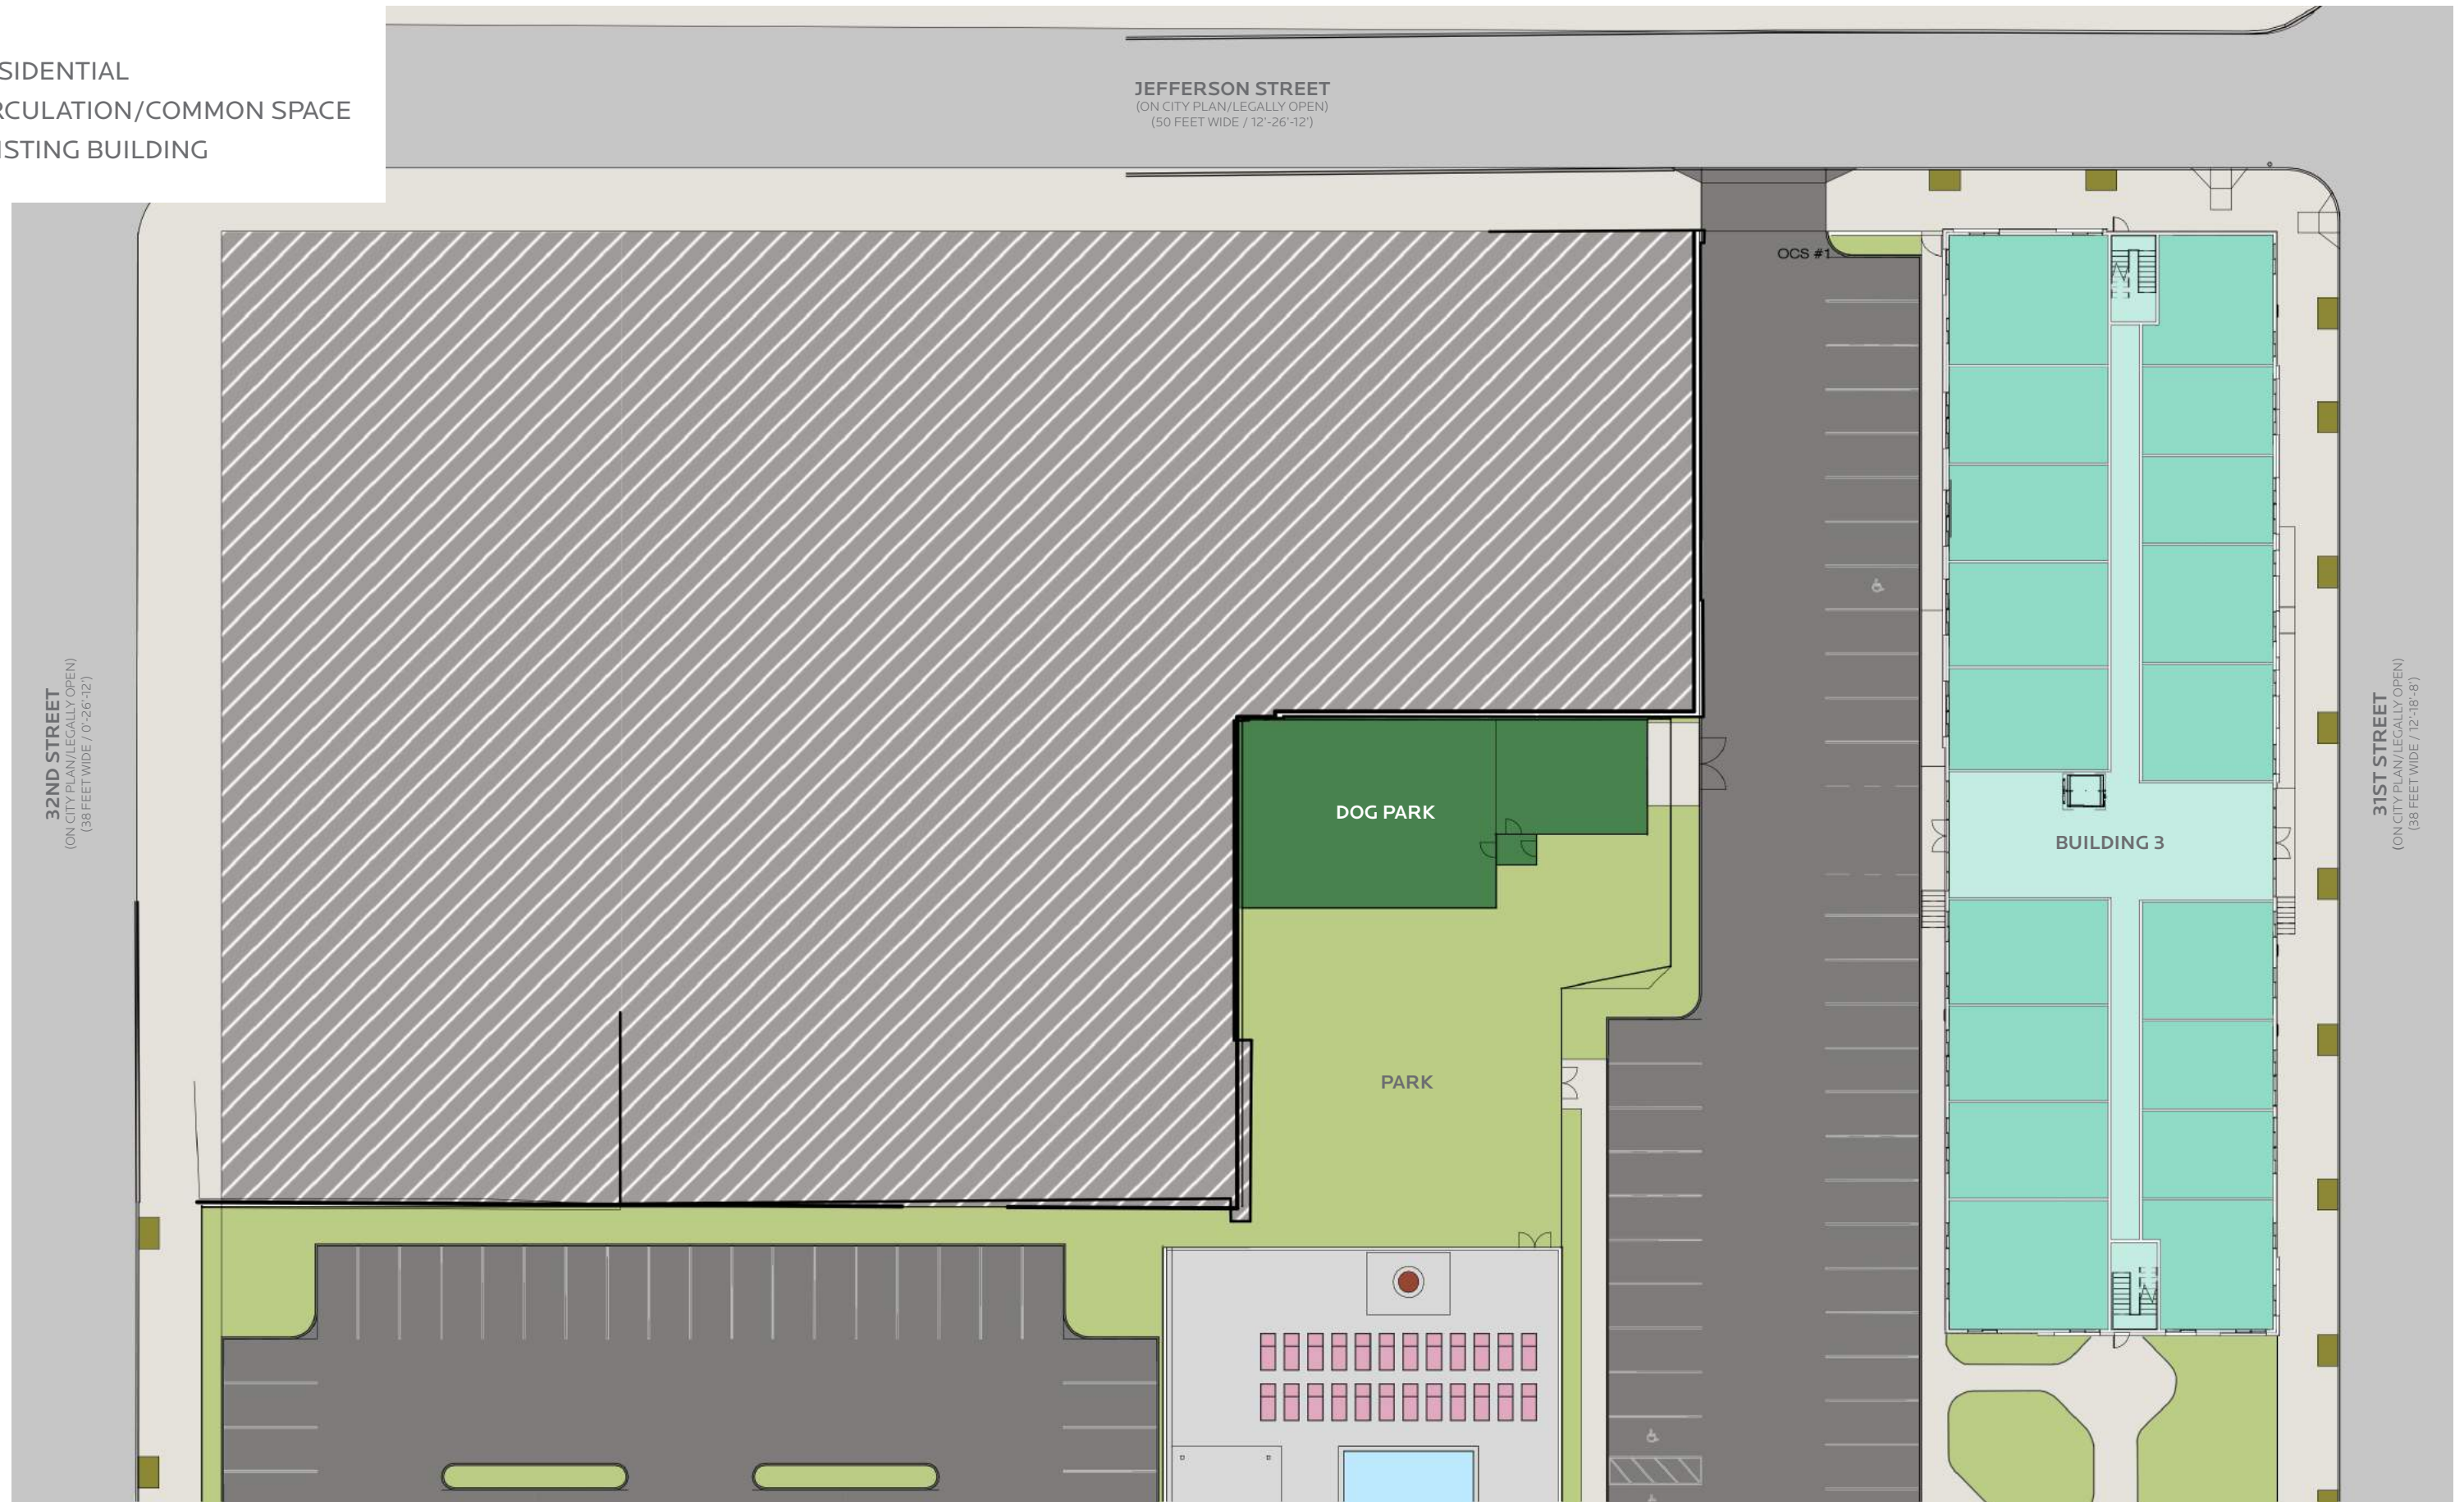 SIDENTIAL
RCULATION/COMMON SPACE
ISTING BUILDING
JEFFERSON STREET
(ON CITY PLAN/LEGALLY OPEN)
(50 FEET WIDE / 12'-26'-12')
OCS #1
32ND STREET
(ON CITY PLAN/LEGALLY OPEN)
(38 FEET WIDE / 0'-26'-12')
DOG PARK
BUILDING 3
31ST STREET
(ON CITY PLAN/LEGALLY OPEN)
(38 FEET WIDE / 12'-18'-8')
PARK